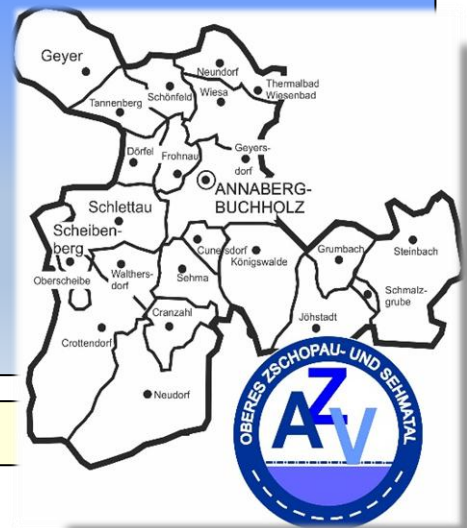 Geyer
Neundorf
Thermalbad
Wiesenbad
Schönfeld
Wiesa
Tannenberg
Dörfel
Frohnau
Geyers-
dorf
ANNABERG-
BUCHHOLZ
Schlettau
Scheiben-
berg
Cunersdorf
Königswalde
Grumbach
Steinbach
Oberscheibe
Walthers-
dorf
Sehma
Schmalz-
grube
Cranzahl
Jöhstadt
Crottendorf
Neudorf
OBERES ZSCHOPAU- UND SEHMATAL
AZV